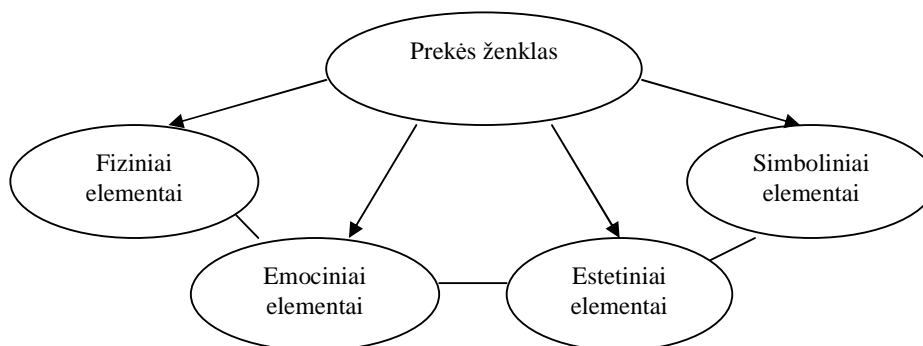 Prekės ženklas
Fiziniai
elementai
Simboliniai
elementai
Emociniai
elementai
Estetiniai
elementai